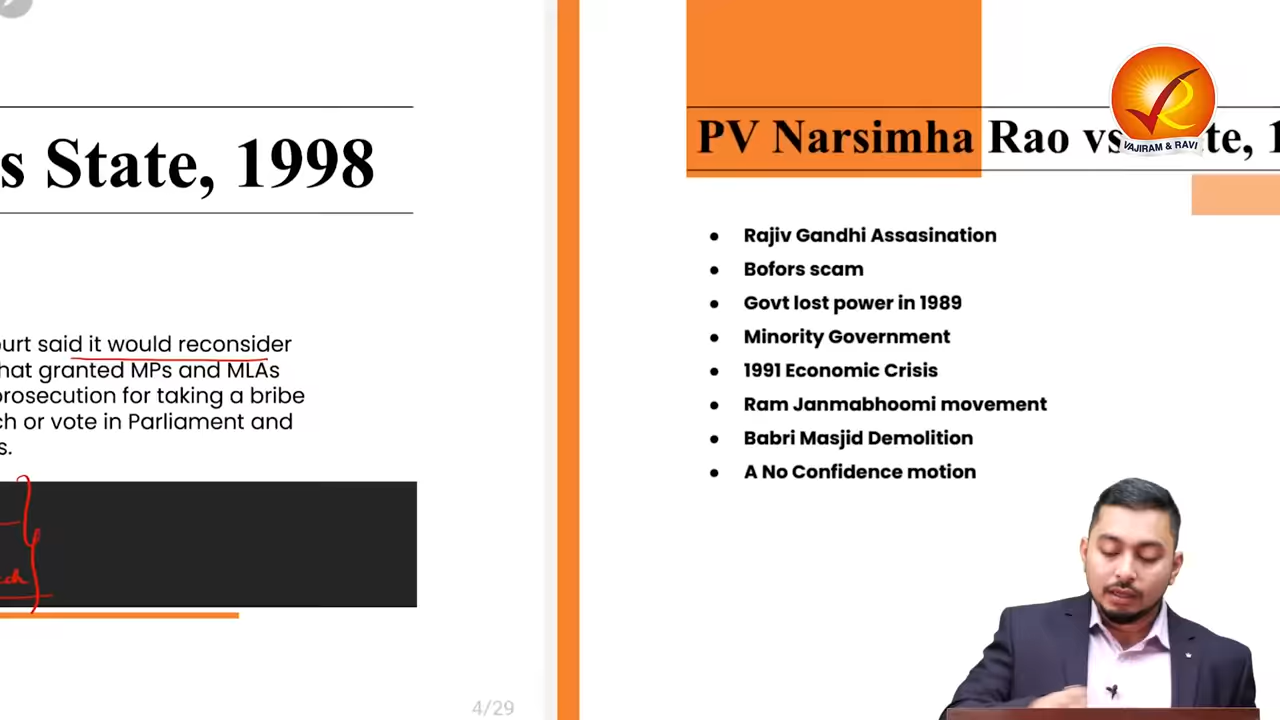 s State, 1998
urt said it would reconsider
hat granted MPs and MLAs
prosecution for taking a bribe
ch or vote in Parliament and
s.
4/29
PV Narsimha Rao vs
te, 1
VAJIRAM & RAVI
● Rajiv Gandhi Assasination
● Bofors scam
● Govt lost power in 1989
● Minority Government
● 1991 Economic Crisis
● Ram Janmabhoomi movement
● Babri Masjid Demolition
● A No Confidence motion